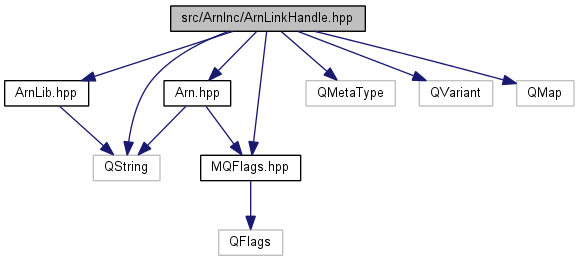 src/ArnInc/ArnLinkHandle.hpp
ArnLib.hpp
Arn.hpp
QMetaType
QVariant
QMap
QString
MQFlags.hpp
QFlags